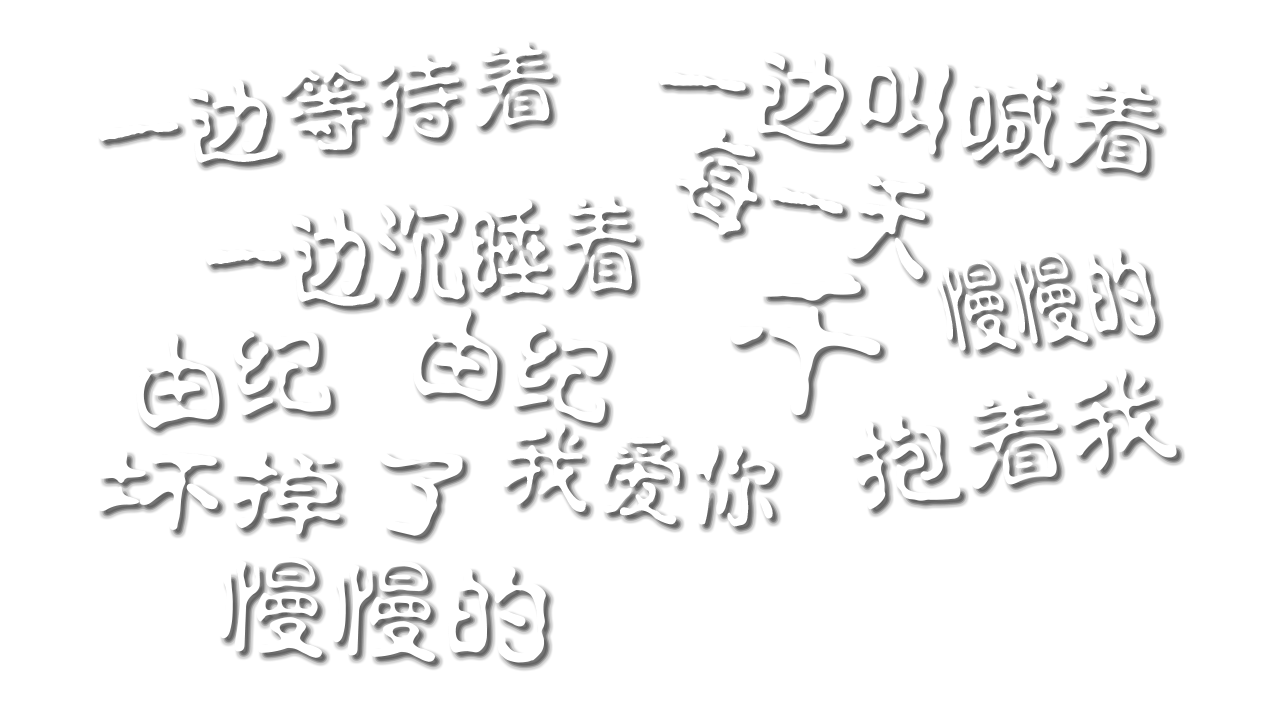 一边等待着
一边沉睡着
由纪 由纪
坏掉了
慢慢的
一边叫喊着
每一天
慢慢的
抱着我
我爱你